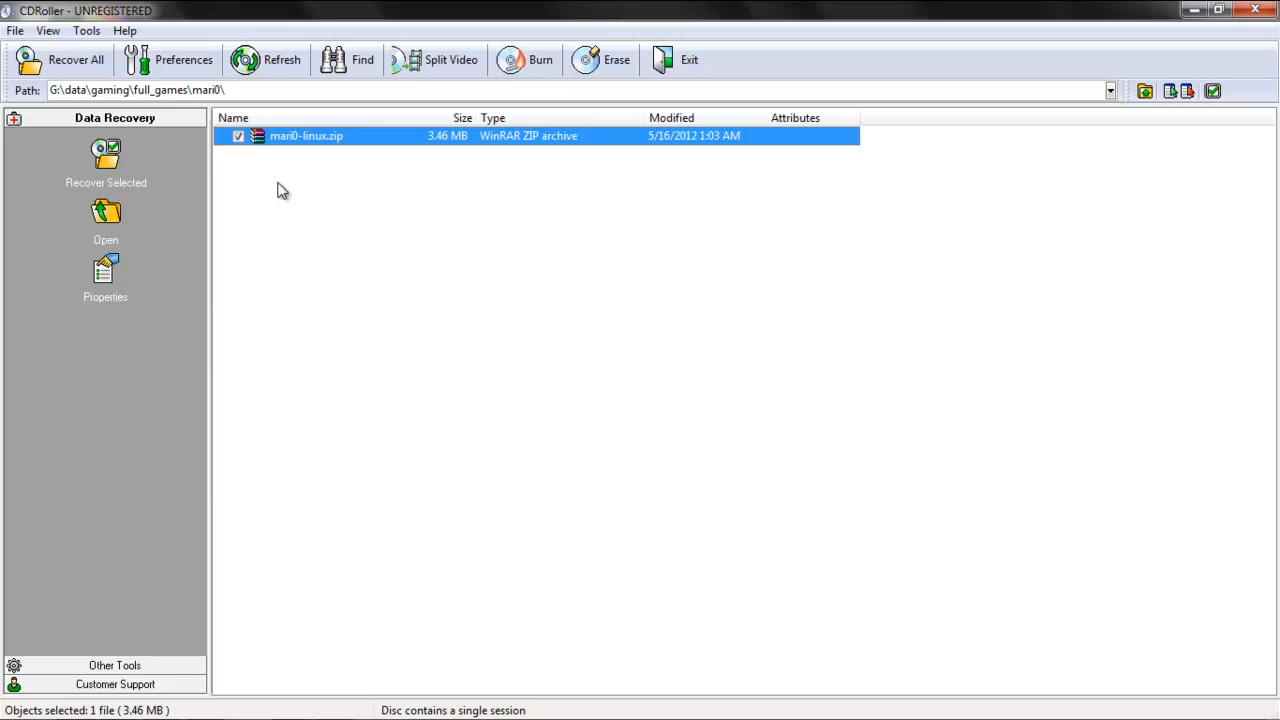 CDRoller - UNREGISTERED
File View Tools Help
Recover All Preferences Refresh Find Split Video Burn Erase Exit
Path: G:\data\gaming\full_games\mari0\
Data Recovery
Recover Selected
Open
Properties
Other Tools
Customer Support
Name Size Type Modified Attributes
mari0-linux.zip 3.46 MB WinRAR ZIP archive 5/16/2012 1:03 AM
Objects selected: 1 file ( 3.46 MB ) Disc contains a single session